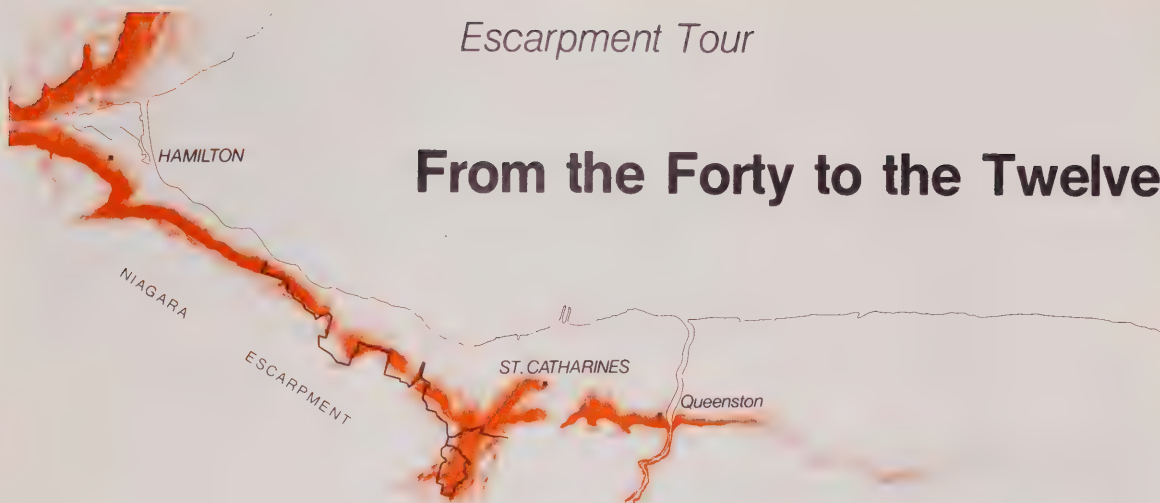 Escarpment Tour
From the Forty to the Twelve
HAMILTON
NIAGARA
ESCARPMENT
ST. CATHARINES
Queenston